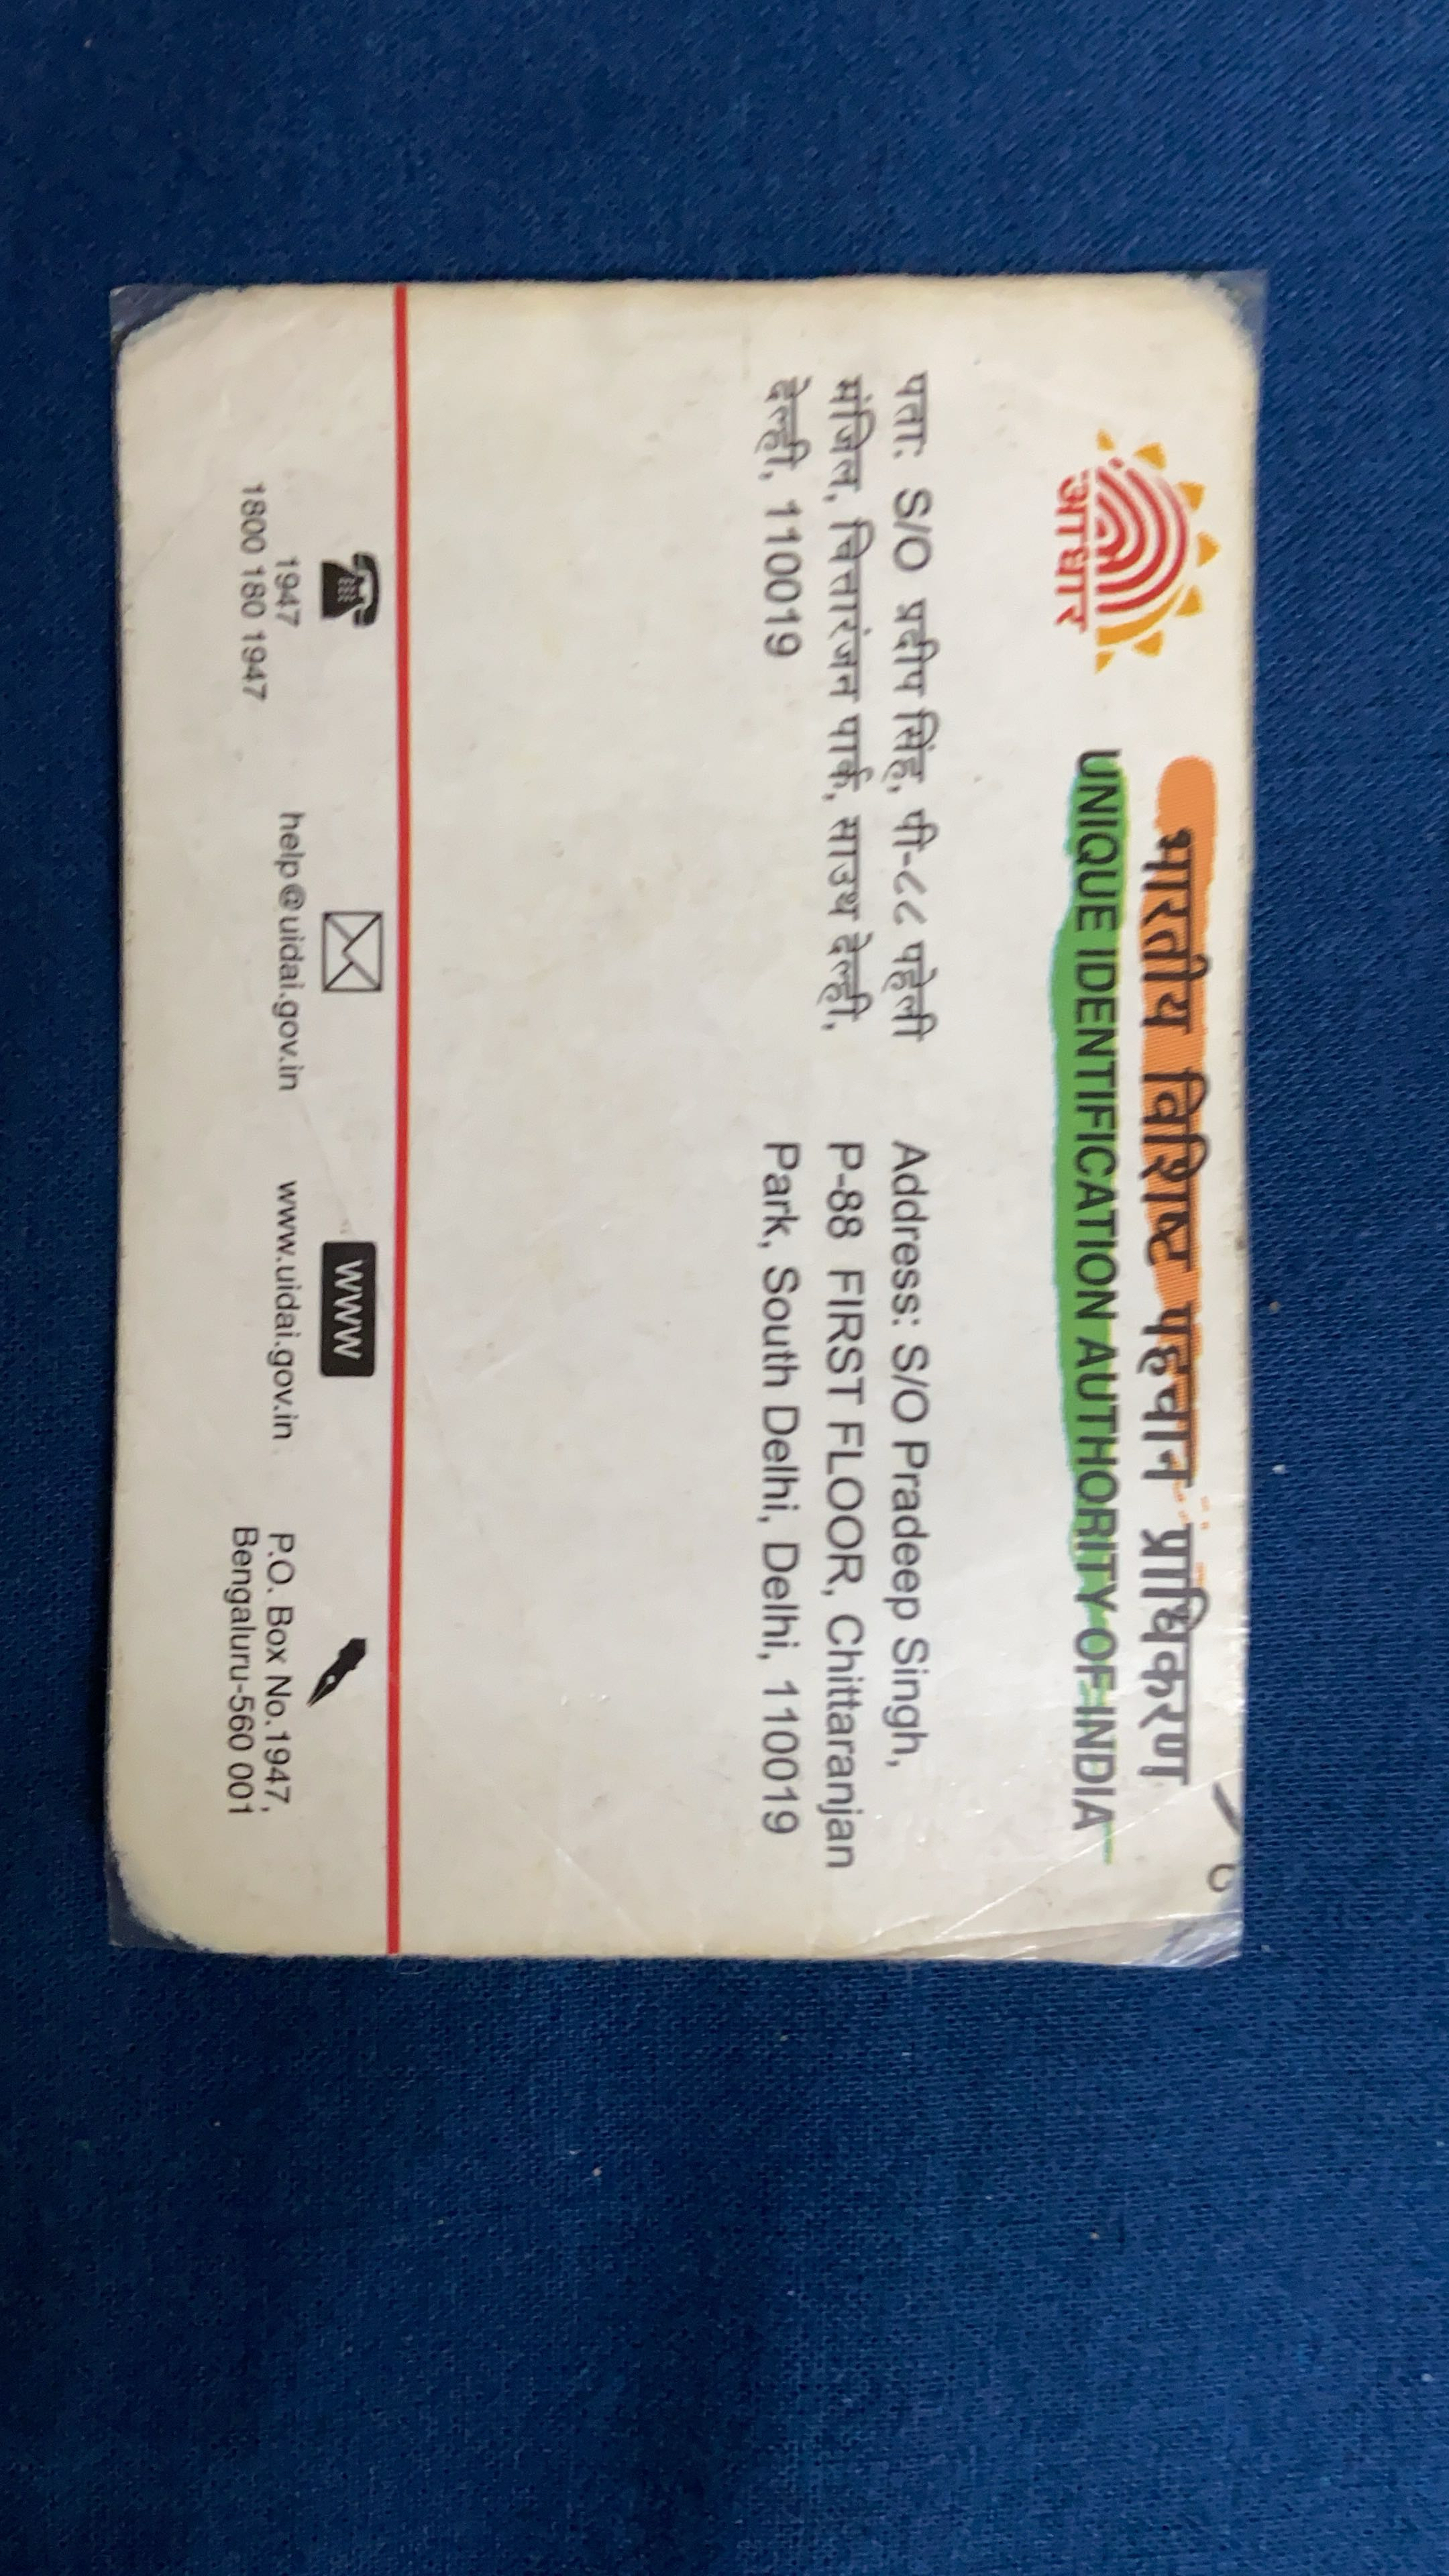 आधार
भारतीय विशिष्ट पहचान प्राधिकरण
UNIQUE IDENTIFICATION AUTHORITY OF INDIA
पताः S/O प्रदीप सिंह, पी-८८ पहेली
मंजिल, चित्तारंजन पार्क, साउथ देल्ही,
देल्ही, 110019
Address: S/O Pradeep Singh,
P-88 FIRST FLOOR, Chittaranjan
Park, South Delhi, Delhi, 110019
1947
1800 180 1947
help@uidai.gov.in
WWW
www.uidai.gov.in
P.O. Box No.1947,
Bengaluru-560 001